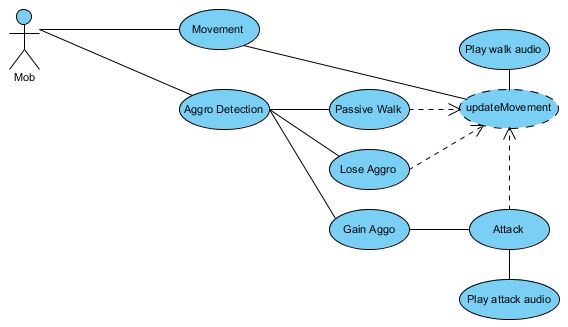 Movement
Play walk audio
Mob
Aggro Detection
Passive Walk
updateMovement
Lose Aggro
Gain Aggo
Attack
Play attack audio